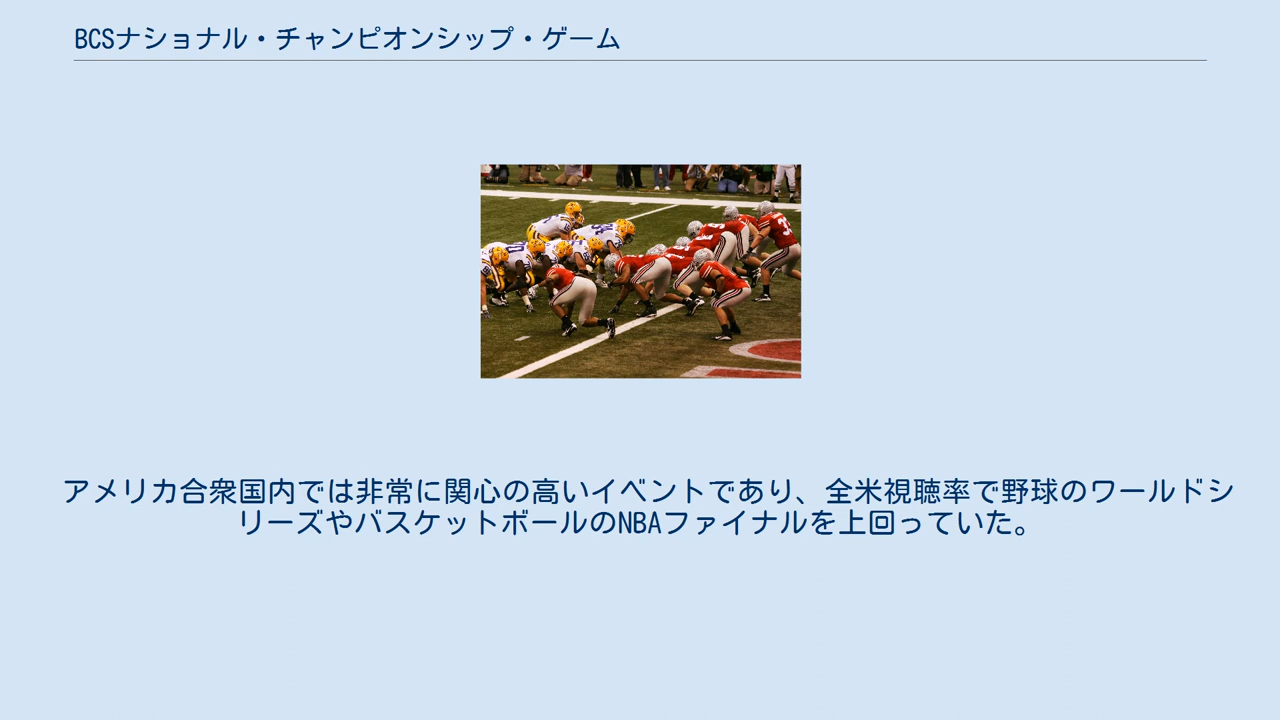 BCSナショナル・チャンピオンシップ・ゲーム
アメリカ合衆国内では非常に関心の高いイベントであり、全米視聴率で野球のワールドシ
リーズやバスケットボールのNBAファイナルを上回っていた。